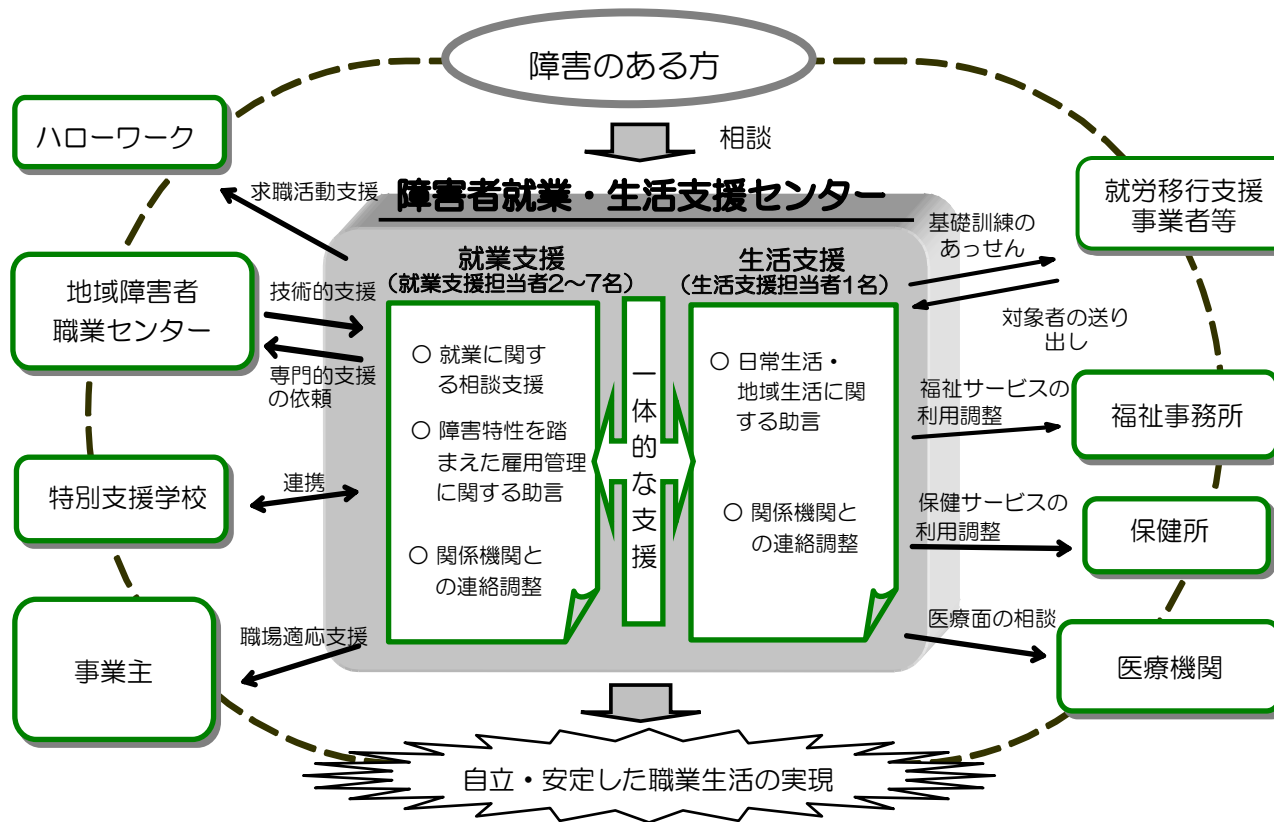 障害のある方
相談
障害者就業・生活支援センター
ハローワーク
求職活動支援
地域障害者
職業センター
技術的支援
専門的支援
の依頼
特別支援学校
連携
事業主
職場適応支援
就業支援
(就業支援担当者2~7名)
○ 就業に関す
る相談支援
○ 障害特性を踏
まえた雇用管理
に関する助言
○ 関係機関と
の連絡調整
一体的な支援
生活支援
(生活支援担当者1名)
○ 日常生活・
地域生活に関
する助言
○ 関係機関と
の連絡調整
基礎訓練の
あっせん
就労移行支援
事業者等
対象者の送り
出し
福祉サービスの
利用調整
福祉事務所
保健サービスの
利用調整
保健所
医療面の相談
医療機関
自立・安定した職業生活の実現